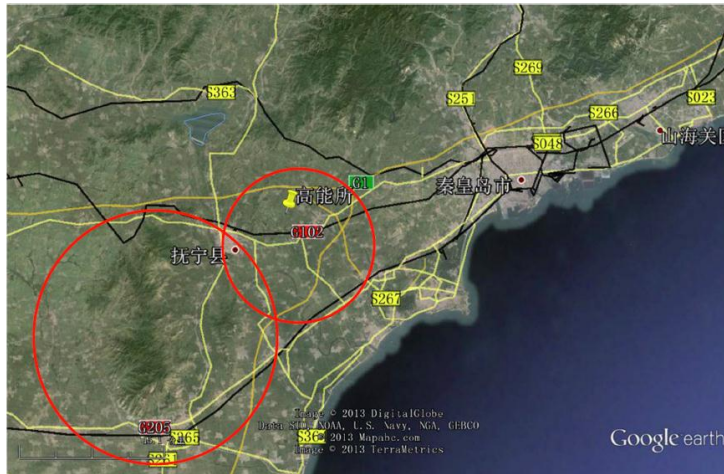 S269
S363
S251
S023
S266
S048
山海关区
G1
秦皇岛市
高能所
G102
抚宁县
S267
G205
S365
S261
Image © 2013 DigitalGlobe
Data SIO, NOAA, U.S. Navy, NGA, GEBCO
© 2013 Mapabc.com
Image © 2013 TerraMetrics
Google earth